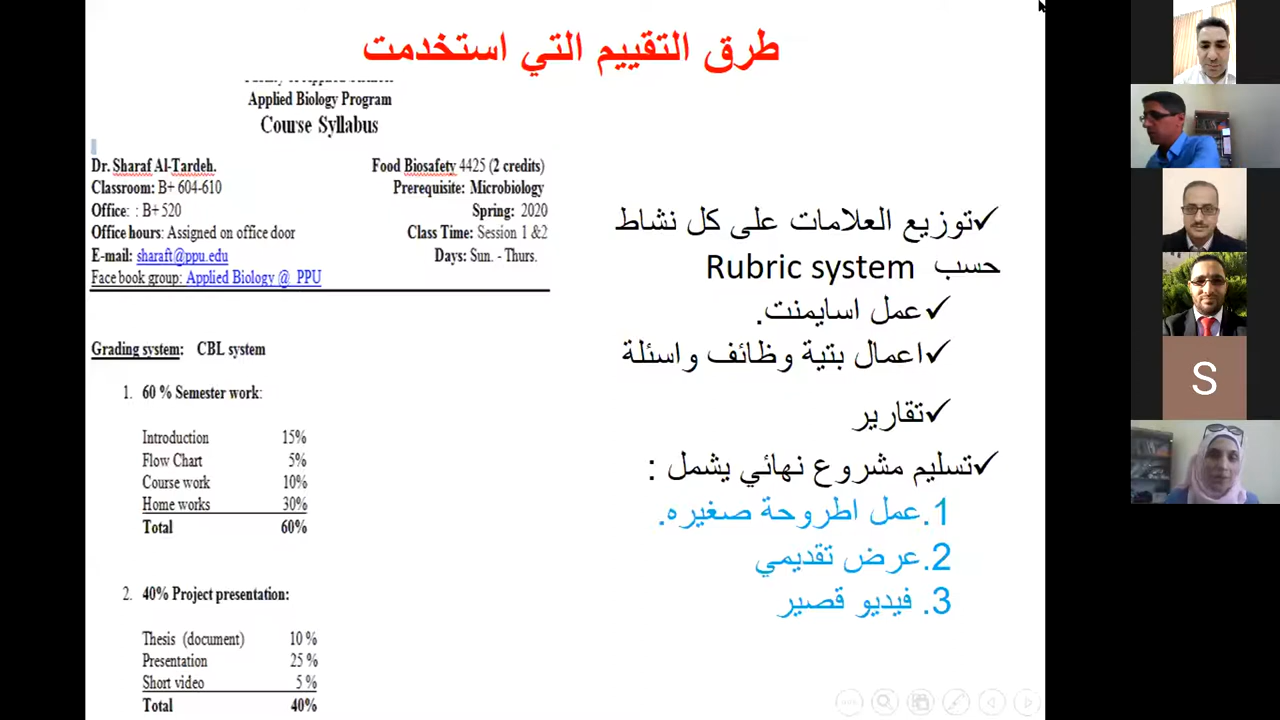 طرق التقييم التي استخدمت
Applied Biology Program
Course Syllabus
Dr. Sharaf Al-Tardeh.
Food Biosafety 4425 (2 credits)
Classroom: B+ 604-610
Prerequisite: Microbiology
Office: : B+ 520
Spring: 2020
Office hours: Assigned on office door
Class Time: Session 1 &2
E-mail: sharaft@ppu.edu
Days: Sun. - Thurs.
Face book group: Applied Biology @ PPU
Grading system: CBL system
1. 60 % Semester work:
Introduction 15%
Flow Chart 5%
Course work 10%
Home works 30%
Total 60%
2. 40% Project presentation:
Thesis (document) 10 %
Presentation 25 %
Short video 5 %
Total 40%
✓توزيع العلامات على كل نشاط
حسب Rubric system
✓عمل اسايمنت.
✓اعمال بتية وظائف واسئلة
✓تقارير
✓تسليم مشروع نهائي يشمل :
1.عمل اطروحة صغيره.
2.عرض تقديمي
3. فيديو قصير
S